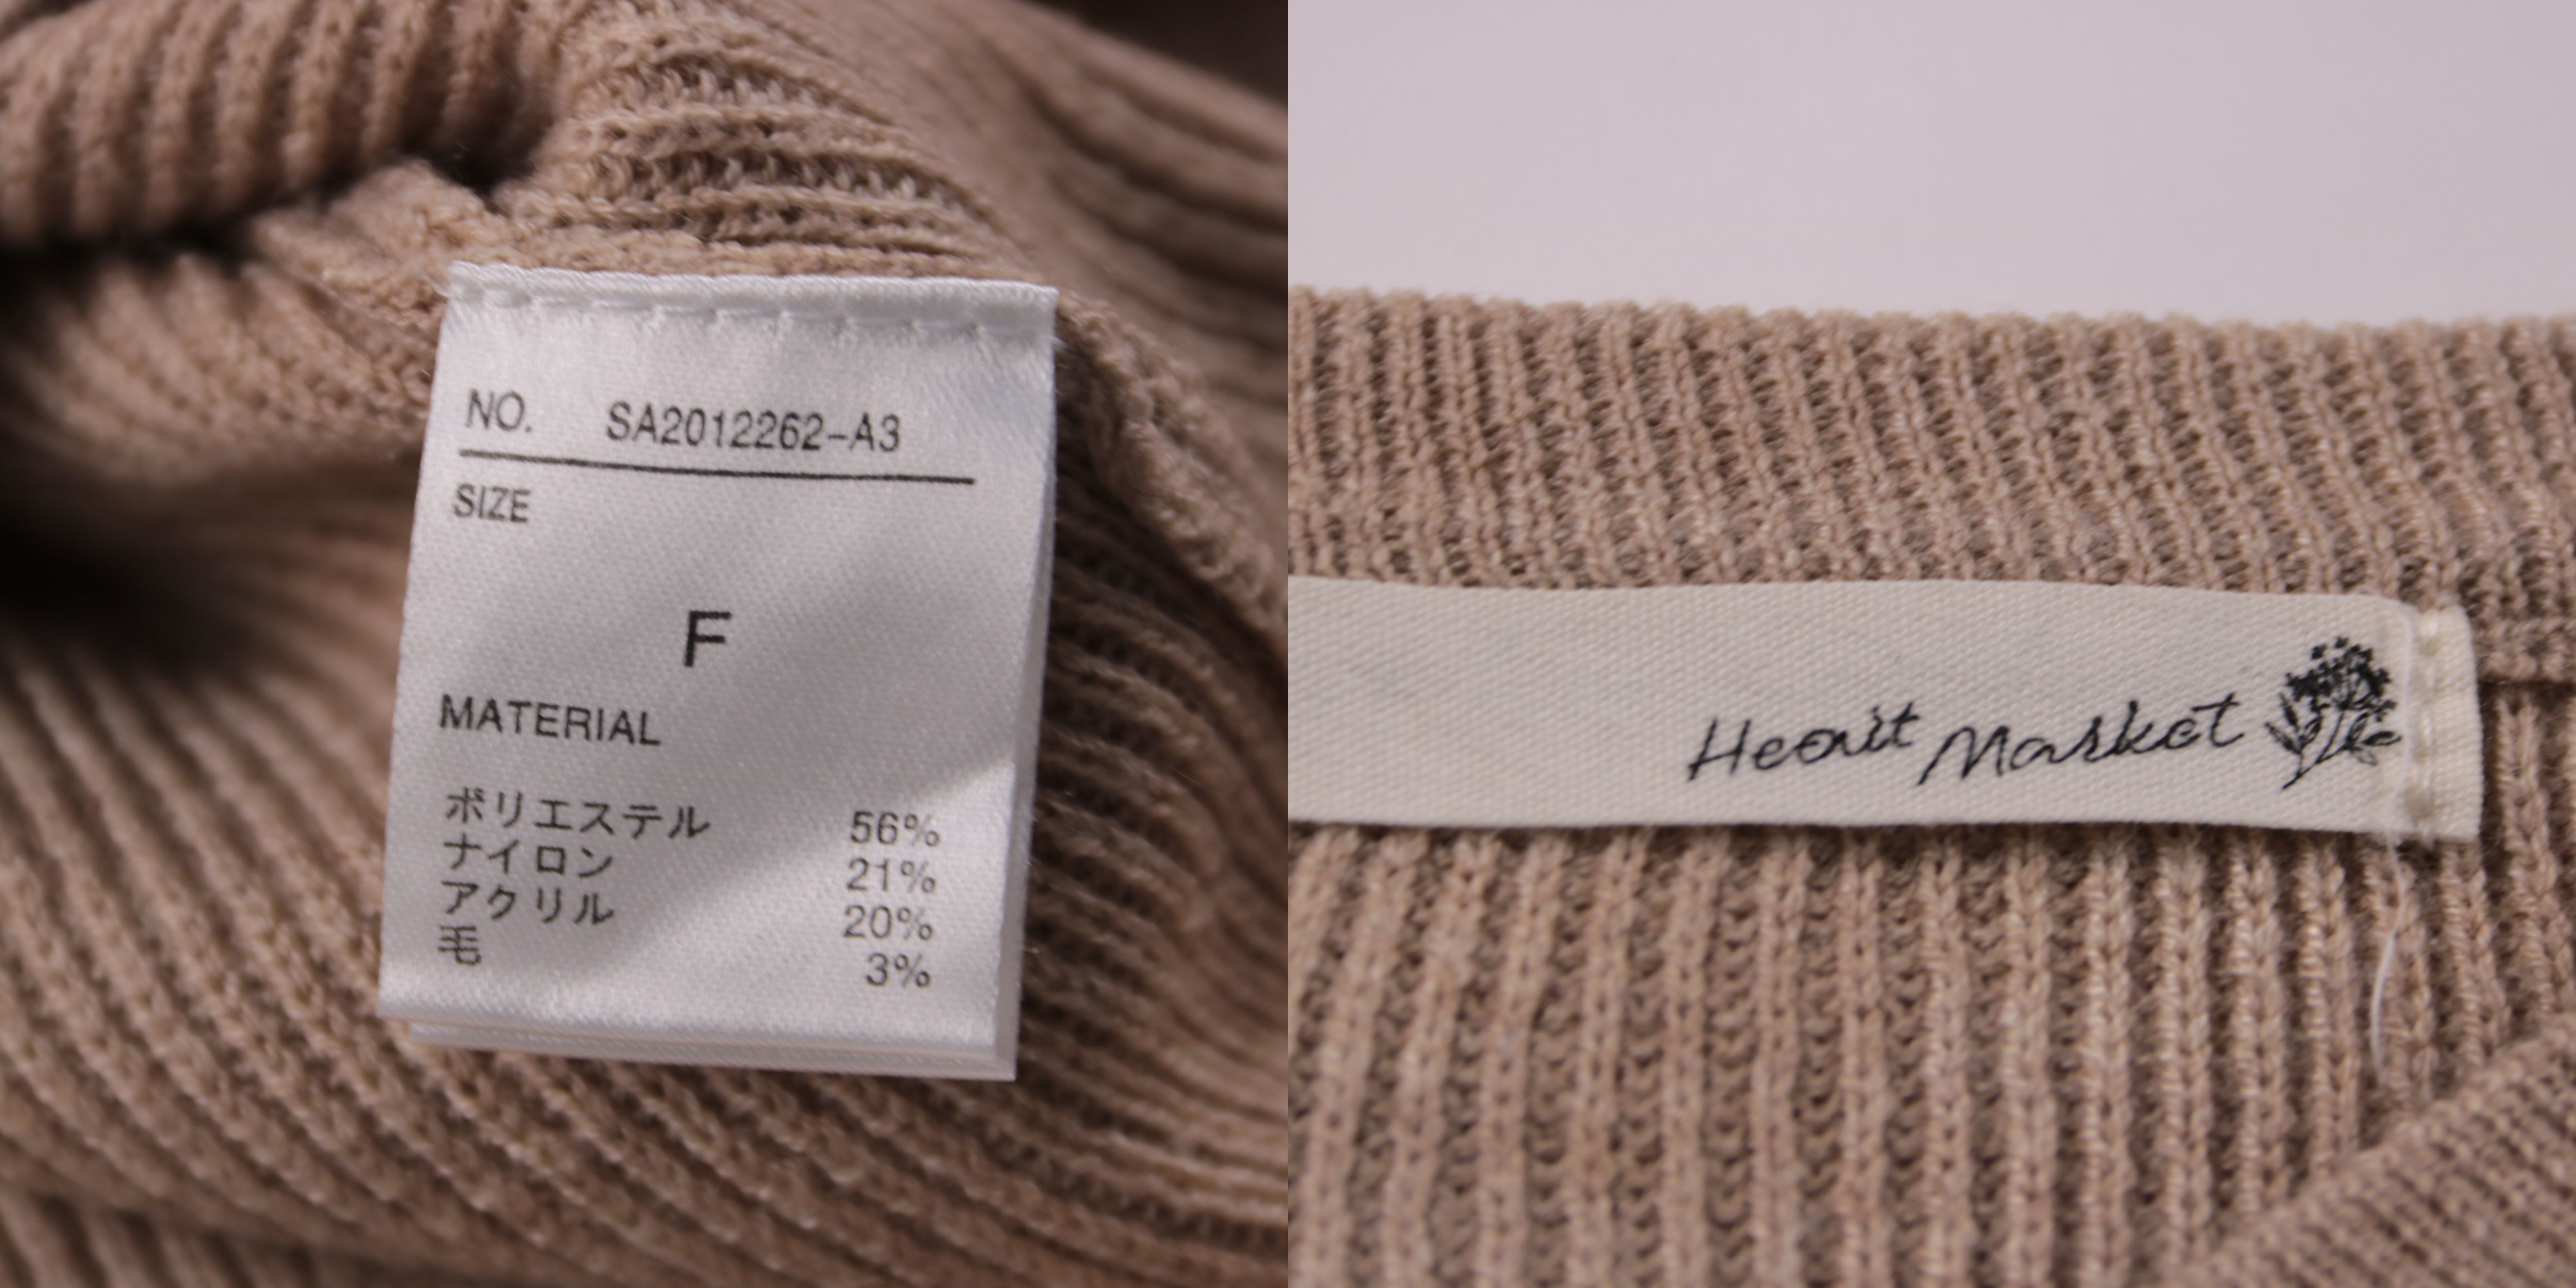 NO. SA2012262-A3
SIZE
F
MATERIAL
ポリエステル 56%
ナイロン 21%
アクリル 20%
毛 3%
Heart Market